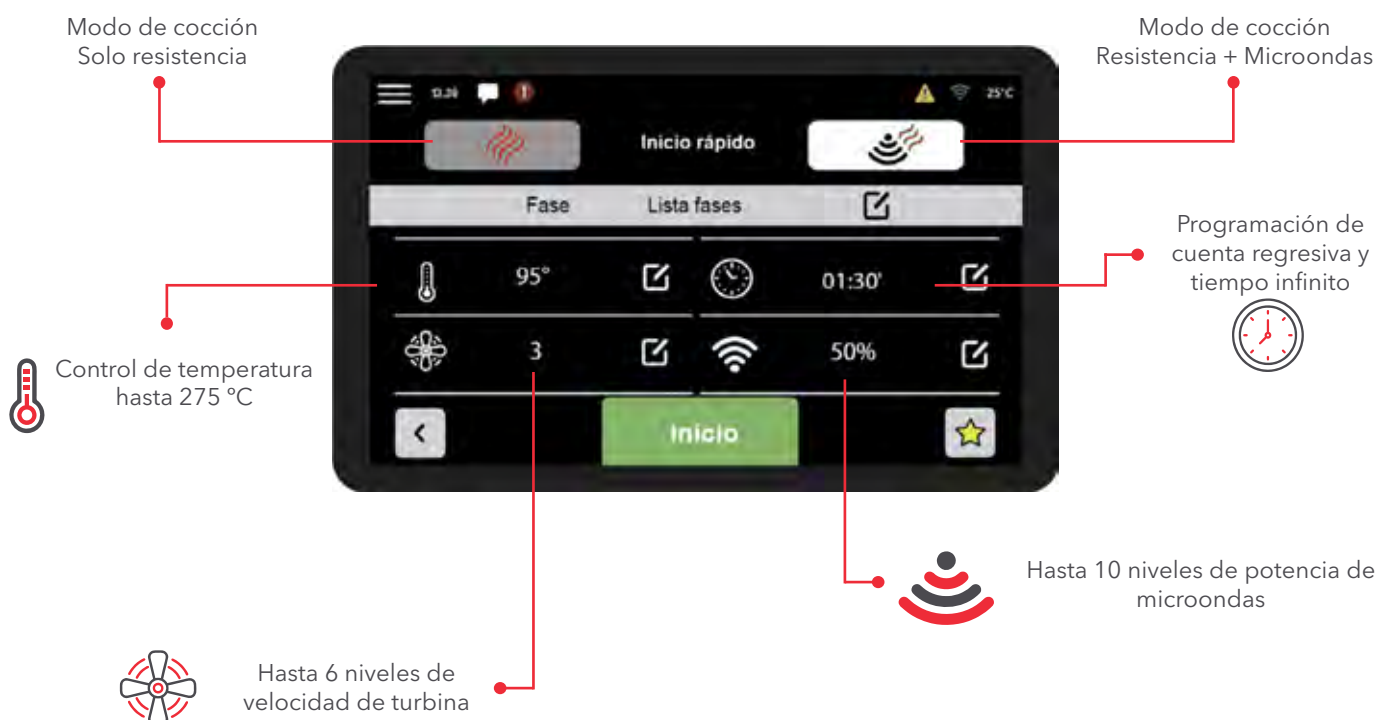 Modo de cocción
Solo resistencia
Modo de cocción
Resistencia + Microondas
25°C
Inicio rápido
Fase Lista fases
95° 01:30'
3 50%
Inicio
Programación de
cuenta regresiva y
tiempo infinito
Control de temperatura
hasta 275 ºC
Hasta 10 niveles de potencia de
microondas
Hasta 6 niveles de
velocidad de turbina